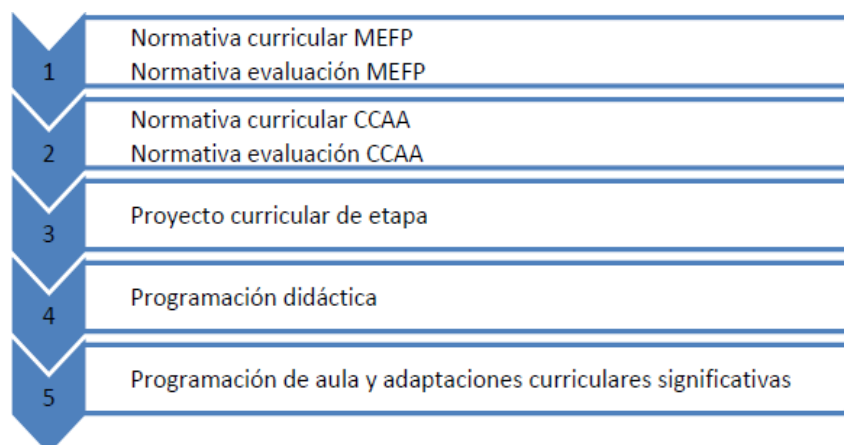 1
Normativa curricular MEFP
Normativa evaluación MEFP
2
Normativa curricular CCAA
Normativa evaluación CCAA
3
Proyecto curricular de etapa
4
Programación didáctica
5
Programación de aula y adaptaciones curriculares significativas